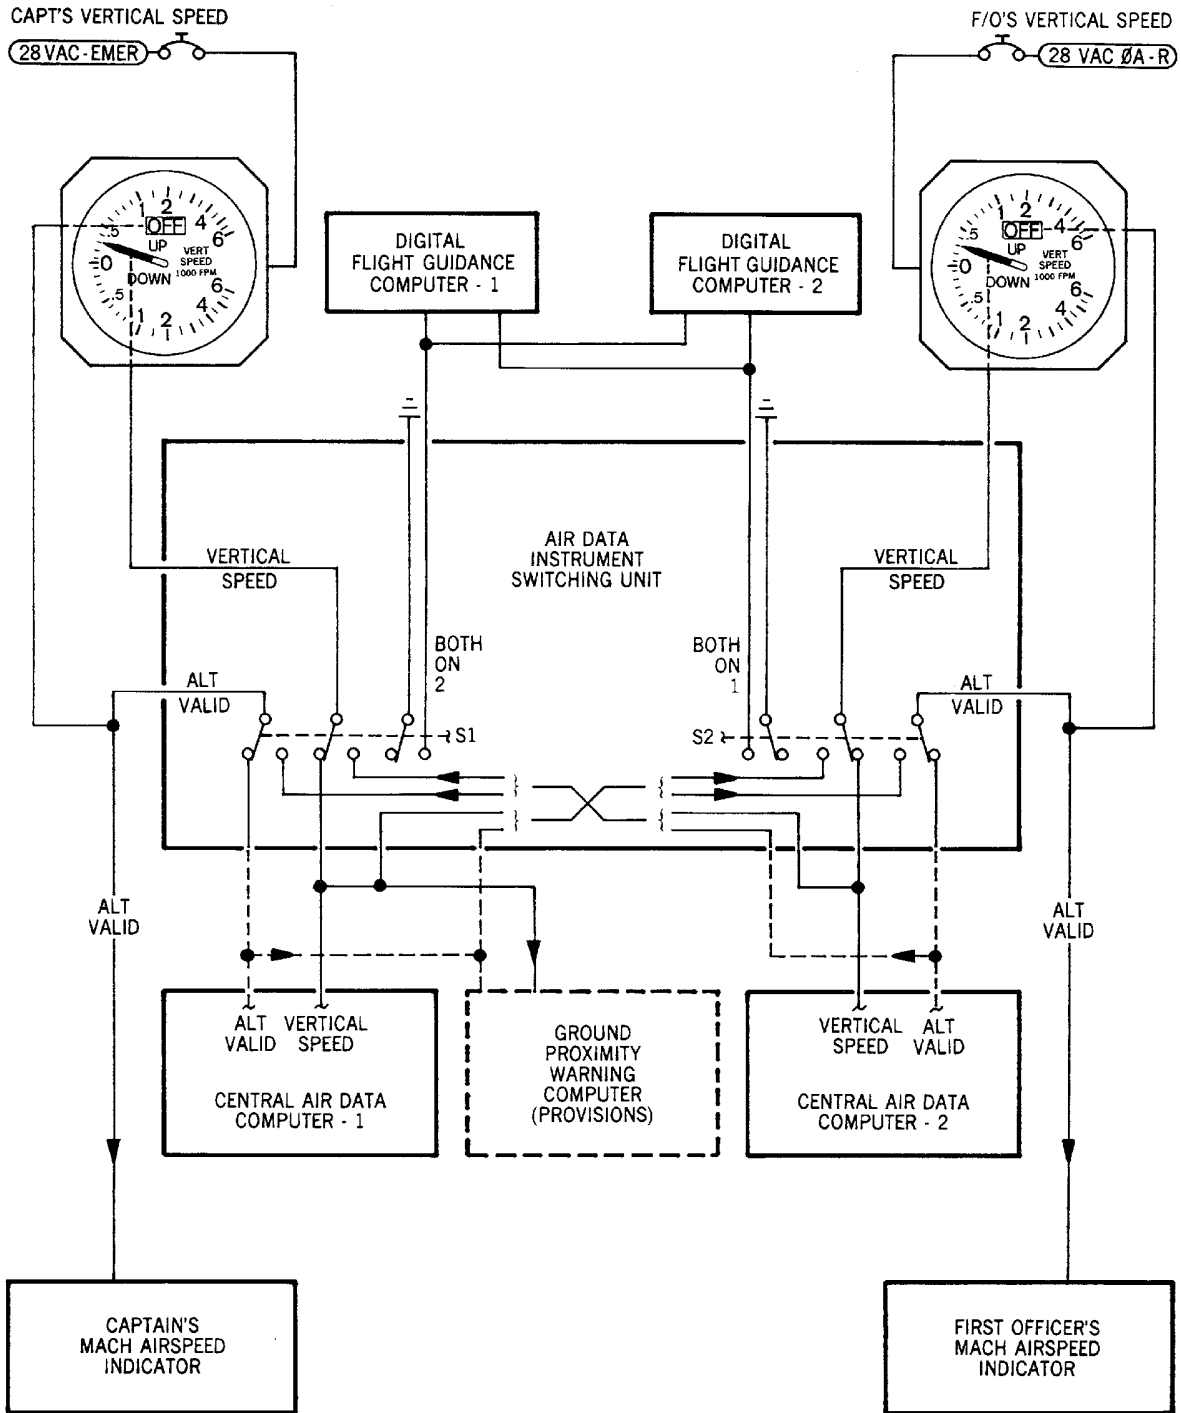 CAPT'S VERTICAL SPEED
F/O'S VERTICAL SPEED
28 VAC-EMER
28 VAC ØA-R
.5
1
2
4
6
OFF
UP
VERT
SPEED
1000 FPM
0
DOWN
.5
1
2
4
6
DIGITAL
FLIGHT GUIDANCE
COMPUTER - 1
DIGITAL
FLIGHT GUIDANCE
COMPUTER - 2
.5
1
2
4
6
OFF
UP
VERT
SPEED
1000 FPM
0
DOWN
.5
1
2
4
6
AIR DATA
INSTRUMENT
SWITCHING UNIT
VERTICAL
SPEED
VERTICAL
SPEED
BOTH
ON
2
BOTH
ON
1
ALT
VALID
ALT
VALID
S1
S2
ALT
VALID
ALT
VALID
ALT
VALID
VERTICAL
SPEED
CENTRAL AIR DATA
COMPUTER - 1
GROUND
PROXIMITY
WARNING
COMPUTER
(PROVISIONS)
VERTICAL
SPEED
ALT
VALID
CENTRAL AIR DATA
COMPUTER - 2
CAPTAIN'S
MACH AIRSPEED
INDICATOR
FIRST OFFICER'S
MACH AIRSPEED
INDICATOR